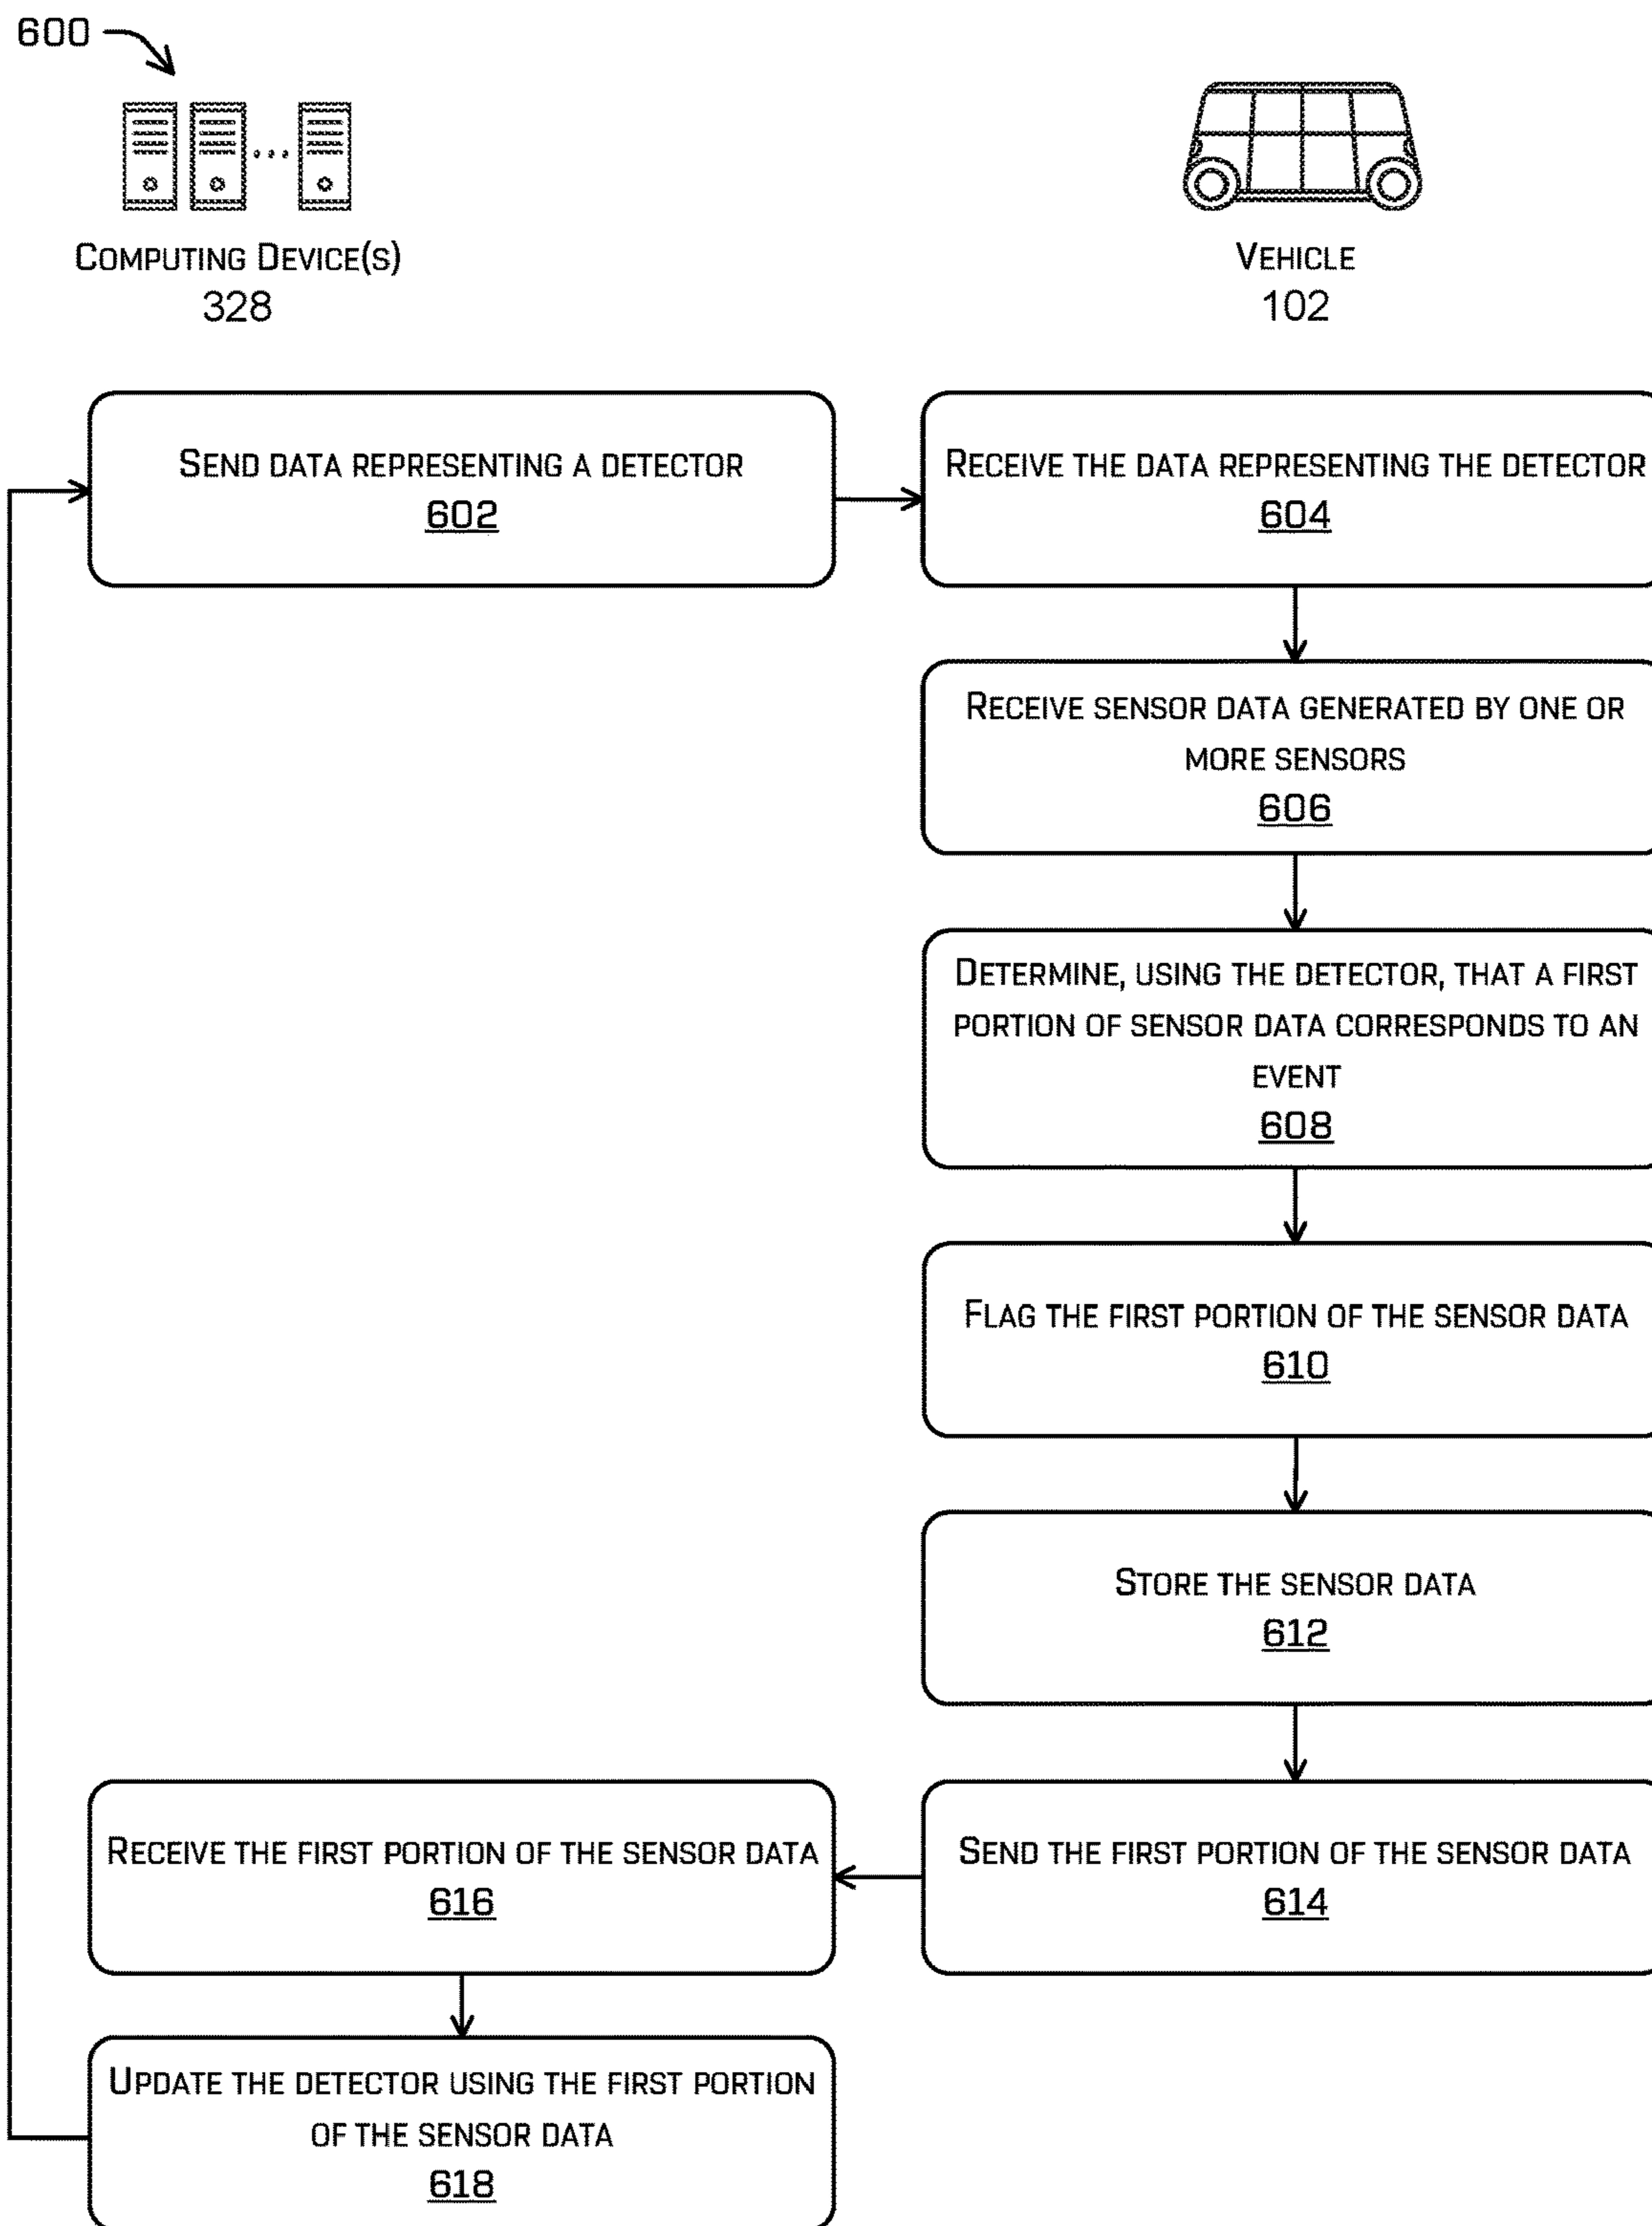 600
COMPUTING DEVICE(S)
328
VEHICLE
102
SEND DATA REPRESENTING A DETECTOR
602
RECEIVE THE DATA REPRESENTING THE DETECTOR
604
RECEIVE SENSOR DATA GENERATED BY ONE OR
MORE SENSORS
606
DETERMINE, USING THE DETECTOR, THAT A FIRST
PORTION OF SENSOR DATA CORRESPONDS TO AN
EVENT
608
FLAG THE FIRST PORTION OF THE SENSOR DATA
610
STORE THE SENSOR DATA
612
SEND THE FIRST PORTION OF THE SENSOR DATA
614
RECEIVE THE FIRST PORTION OF THE SENSOR DATA
616
UPDATE THE DETECTOR USING THE FIRST PORTION
OF THE SENSOR DATA
618